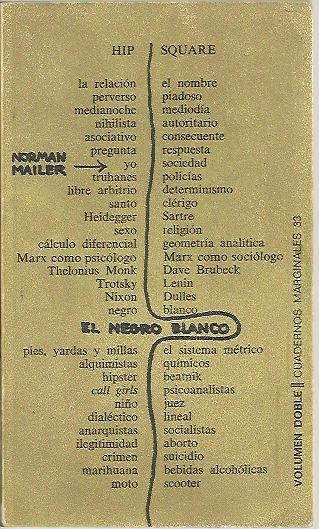 HIP SQUARE
la relación el nombre
perverso piadoso
medianoche mediodía
nihilista autoritario
asociativo consecuente
pregunta respuesta
NORMAN MAILER
yo sociedad
truhanes policías
libre arbitrio determinismo
santo clérigo
Heidegger Sartre
sexo religión
cálculo diferencial geometría analítica
Marx como psicólogo Marx como sociólogo
Thelonius Monk Dave Brubeck
Trotsky Lenin
Nixon Dulles
negro blanco
EL NEGRO BLANCO
pies, yardas y millas el sistema métrico
alquimistas químicos
hipster beatnik
call girls psicoanalistas
niño juez
dialéctico lineal
anarquistas socialistas
ilegitimidad aborto
crimen suicidio
marihuana bebidas alcohólicas
moto scooter
VOLUMEN DOBLE || CUADERNOS MARGINALES 33